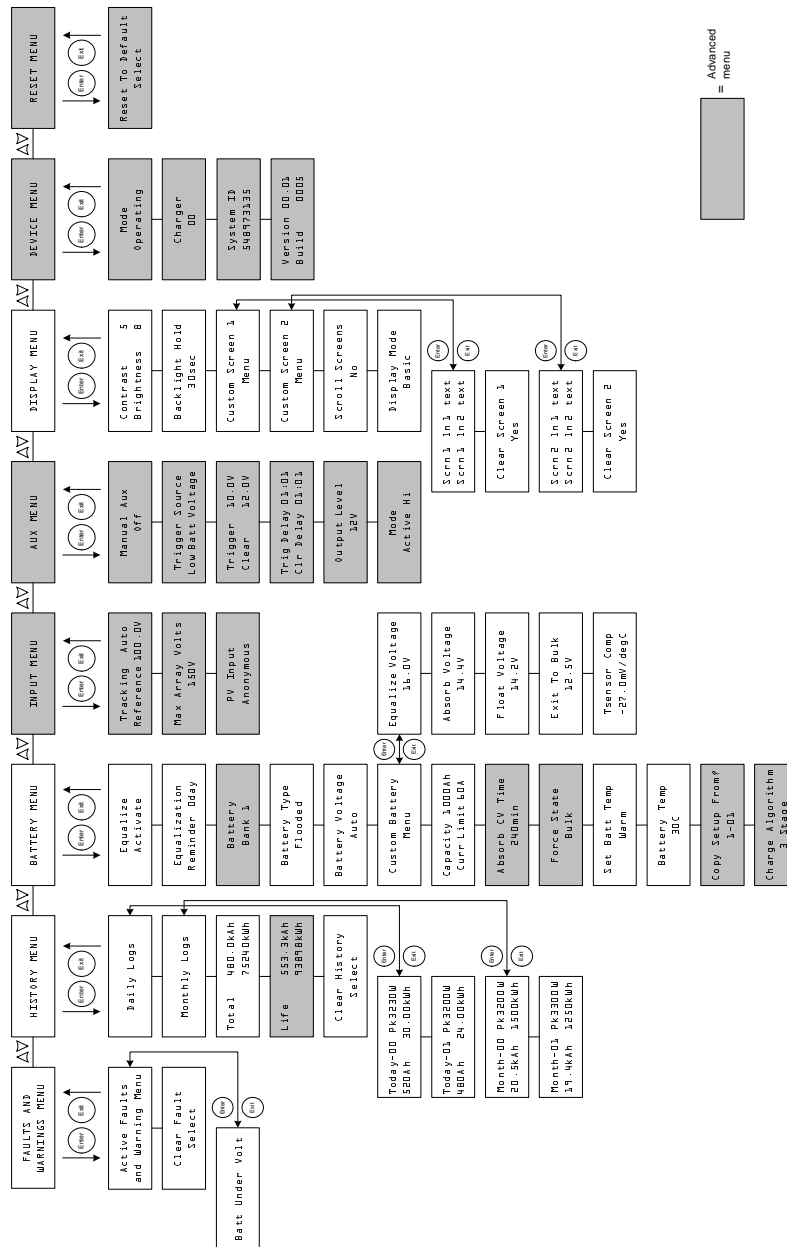 FAULTS AND
WARNINGS MENU
Enter
Exit
Active Faults
and Warning Menu
Clear Fault
Select
Enter
Exit
Batt Under Volt
HISTORY MENU
Enter
Exit
Daily Logs
Monthly Logs
Total 480.0kAh
75240kWh
Life 553.3kAh
93898kWh
Clear History
Select
Enter
Exit
Today-00 Pk3230W
520Ah 30.00kWh
Today-01 Pk3200W
480Ah 24.00kWh
Enter
Exit
Month-00 Pk3200W
20.5kAh 1500kWh
Month-01 Pk3300W
19.4kAh 1250kWh
BATTERY MENU
Enter
Exit
Equalize
Activate
Equalization
Reminder 0day
Battery
Bank 1
Battery Type
Flooded
Battery Voltage
Auto
Custom Battery
Menu
Capacity 1000Ah
Curr Limit 60A
Absorb CV Time
240min
Force State
Bulk
Set Batt Temp
Warm
Battery Temp
30C
Copy Setup From?
1-01
Charge Algorithm
3 Stage
Enter
Exit
Equalize Voltage
16.0V
Absorb Voltage
14.4V
Float Voltage
14.2V
Exit To Bulk
12.5V
Tsensor Comp
-27.0mV/degC
INPUT MENU
Enter
Exit
Tracking Auto
Reference 100.0V
Max Array Volts
150V
PV Input
Anonymous
AUX MENU
Enter
Exit
Manual Aux
Off
Trigger Source
Low Batt Voltage
Trigger 10.0V
Clear 12.0V
Trig Delay 01:01
Clr Delay 01:01
Output Level
12V
Mode
Active Hi
DISPLAY MENU
Enter
Exit
Contrast 5
Brightness 8
Backlight Hold
30sec
Custom Screen 1
Menu
Custom Screen 2
Menu
Scroll Screens
No
Display Mode
Basic
Enter
Exit
Scrn1 ln1 text
Scrn1 ln2 text
Clear Screen 1
Yes
Enter
Exit
Scrn2 ln1 text
Scrn2 ln2 text
Clear Screen 2
Yes
DEVICE MENU
Enter
Exit
Mode
Operating
Charger
00
System ID
548973135
Version 00.01
Build 0005
RESET MENU
Enter
Exit
Reset To Default
Select
= Advanced
menu